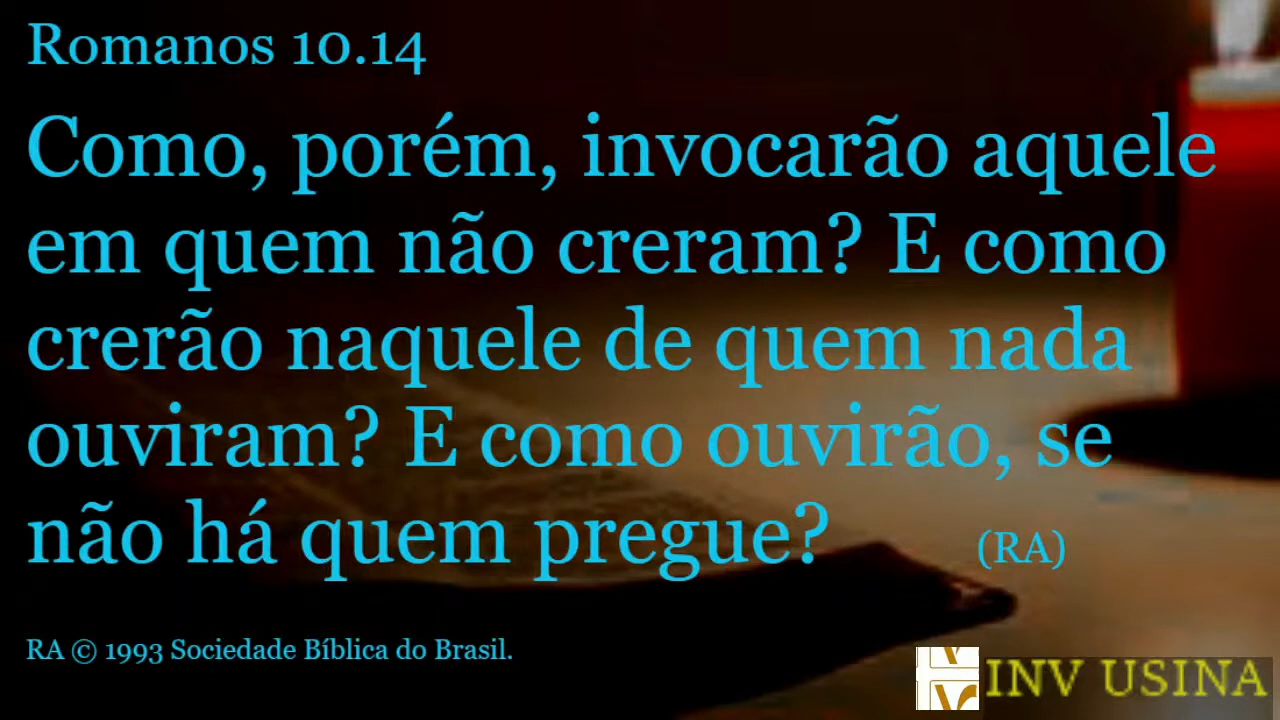 Romanos 10.14
Como, porém, invocarão aquele
em quem não creram? E como
crerão naquele de quem nada
ouviram? E como ouvirão, se
não há quem pregue? (RA)
RA © 1993 Sociedade Bíblica do Brasil.
INV USINA